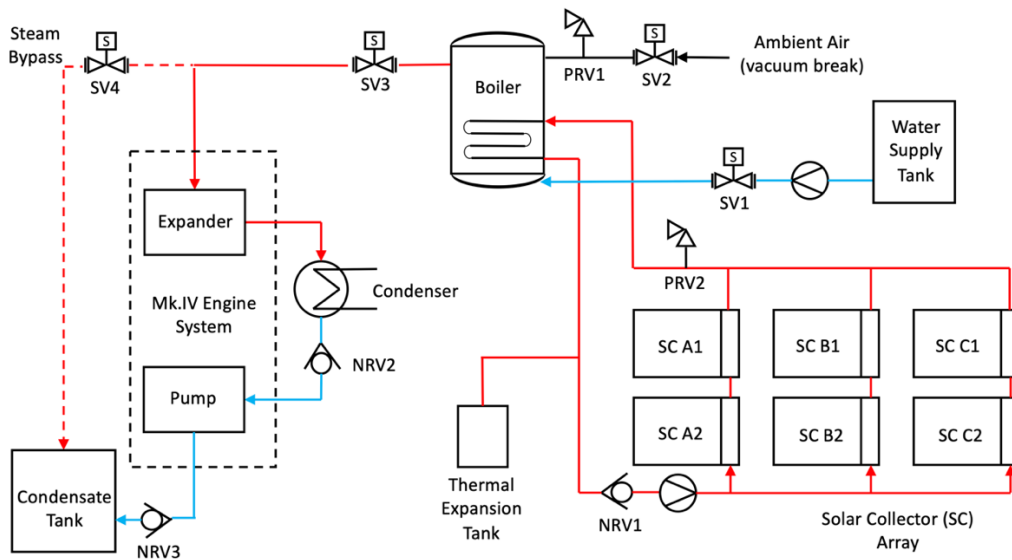 Steam
Bypass
S
SV4
S
SV3
Boiler
PRV1
S
SV2
Ambient Air
(vacuum break)
Water
Supply
Tank
S
SV1
Expander
Mk.IV Engine
System
Condenser
NRV2
Pump
PRV2
SC A1
SC B1
SC C1
SC A2
SC B2
SC C2
Condensate
Tank
NRV3
Thermal
Expansion
Tank
NRV1
Solar Collector (SC)
Array